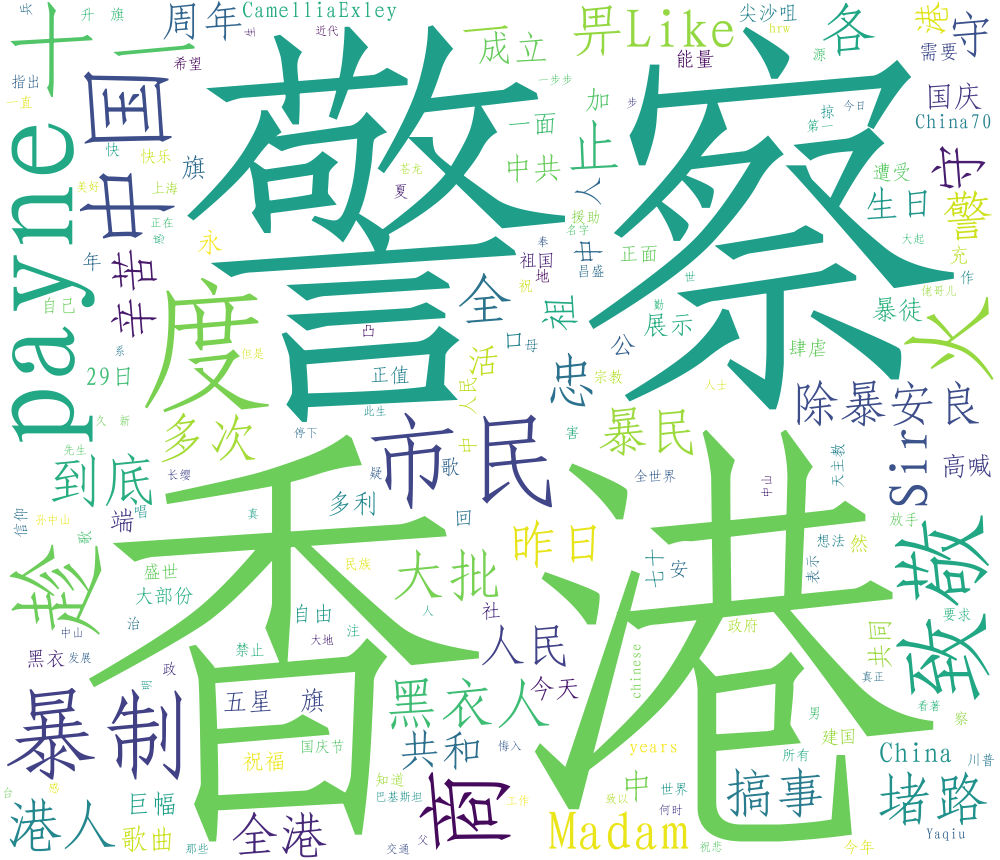 兵
升 旗
周年
CamelliaExley
生
近代
希望
成立
畀
Like
尖沙咀
hrw
能量
源
各
港
守
需要
十
一
payne
中国
指出
一直
快
快乐
旗
美好
上海
正在
年
辛苦
自己
29日
警察
苍龙
夏
一步步
一面
中共
加
止
人
步
掠
今日
第一
国庆
China70
守
遭受
生日
警
大起
充
作
援助
名字
奉
中
祖国
地
昌盛
正面
祝
世
佬哥儿
暴徒
火
度
但是
凸
全
祖
勤
展示
肆虐
口
母
公
活
忠
宗教
人士
系
久
新
正值
此生
停下
人民
中
除暴安良
多次
市民
暴民
害
先生
到底
长缨
疑
歌
全世界
中山
天主教
Sir
高喊
信仰
孙中山
端
唱
歌
真
多利
回
昨日
放手
想法
然
敬
趁
盛世
大部份
民族
大批
七十
安
表示
要求
香港
中山
治
自由
注
人
社
政府
共同
致
黑衣
发展
政
禁止
大地
人民
chinese
真正
今天
看著
五星
旗
黑衣人
男
察
暴制
祝福
国庆节
共和
悔入
years
所有
建国
China
川普
知道
巴基斯坦
商
工作
中
世界
搞事
堵路
台
感
巨幅
致以
何时
港人
歌曲
那些
全港
交通
父
Madam
祝悲
今年
Yaqiu